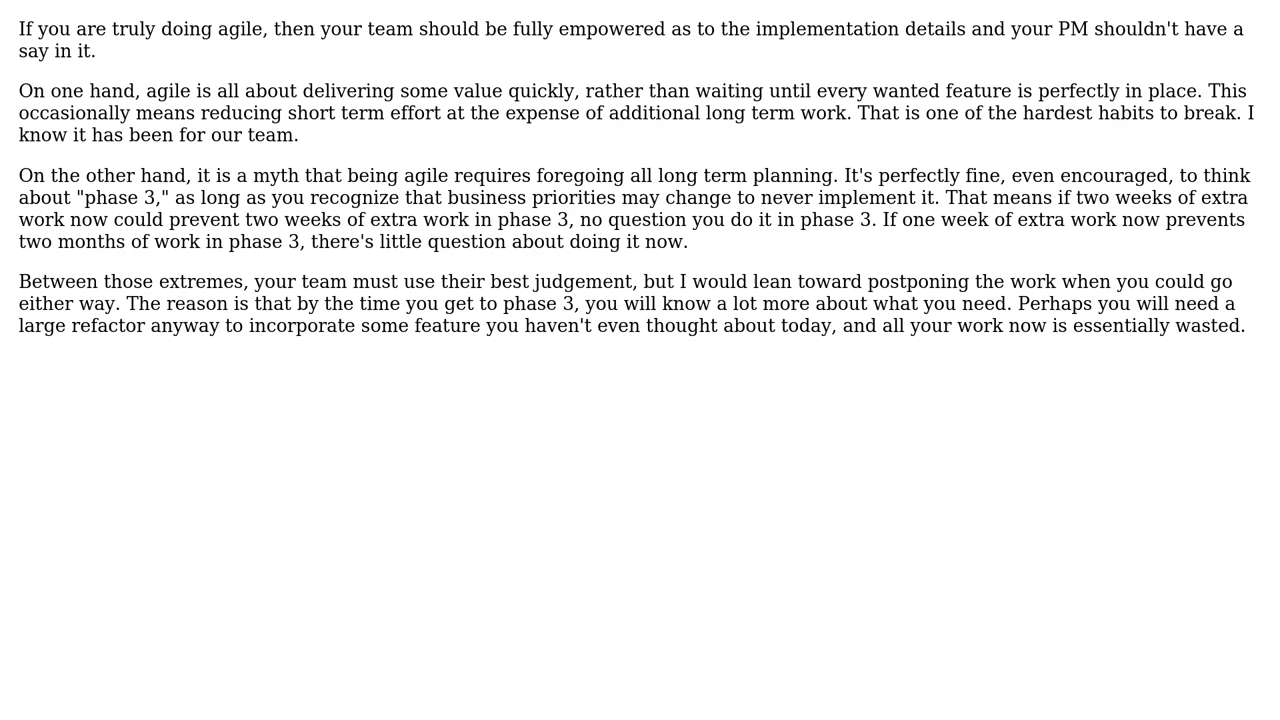 If you are truly doing agile, then your team should be fully empowered as to the implementation details and your PM shouldn't have a
say in it.
On one hand, agile is all about delivering some value quickly, rather than waiting until every wanted feature is perfectly in place. This
occasionally means reducing short term effort at the expense of additional long term work. That is one of the hardest habits to break. I
know it has been for our team.
On the other hand, it is a myth that being agile requires foregoing all long term planning. It's perfectly fine, even encouraged, to think
about "phase 3," as long as you recognize that business priorities may change to never implement it. That means if two weeks of extra
work now could prevent two weeks of extra work in phase 3, no question you do it in phase 3. If one week of extra work now prevents
two months of work in phase 3, there's little question about doing it now.
Between those extremes, your team must use their best judgement, but I would lean toward postponing the work when you could go
either way. The reason is that by the time you get to phase 3, you will know a lot more about what you need. Perhaps you will need a
large refactor anyway to incorporate some feature you haven't even thought about today, and all your work now is essentially wasted.